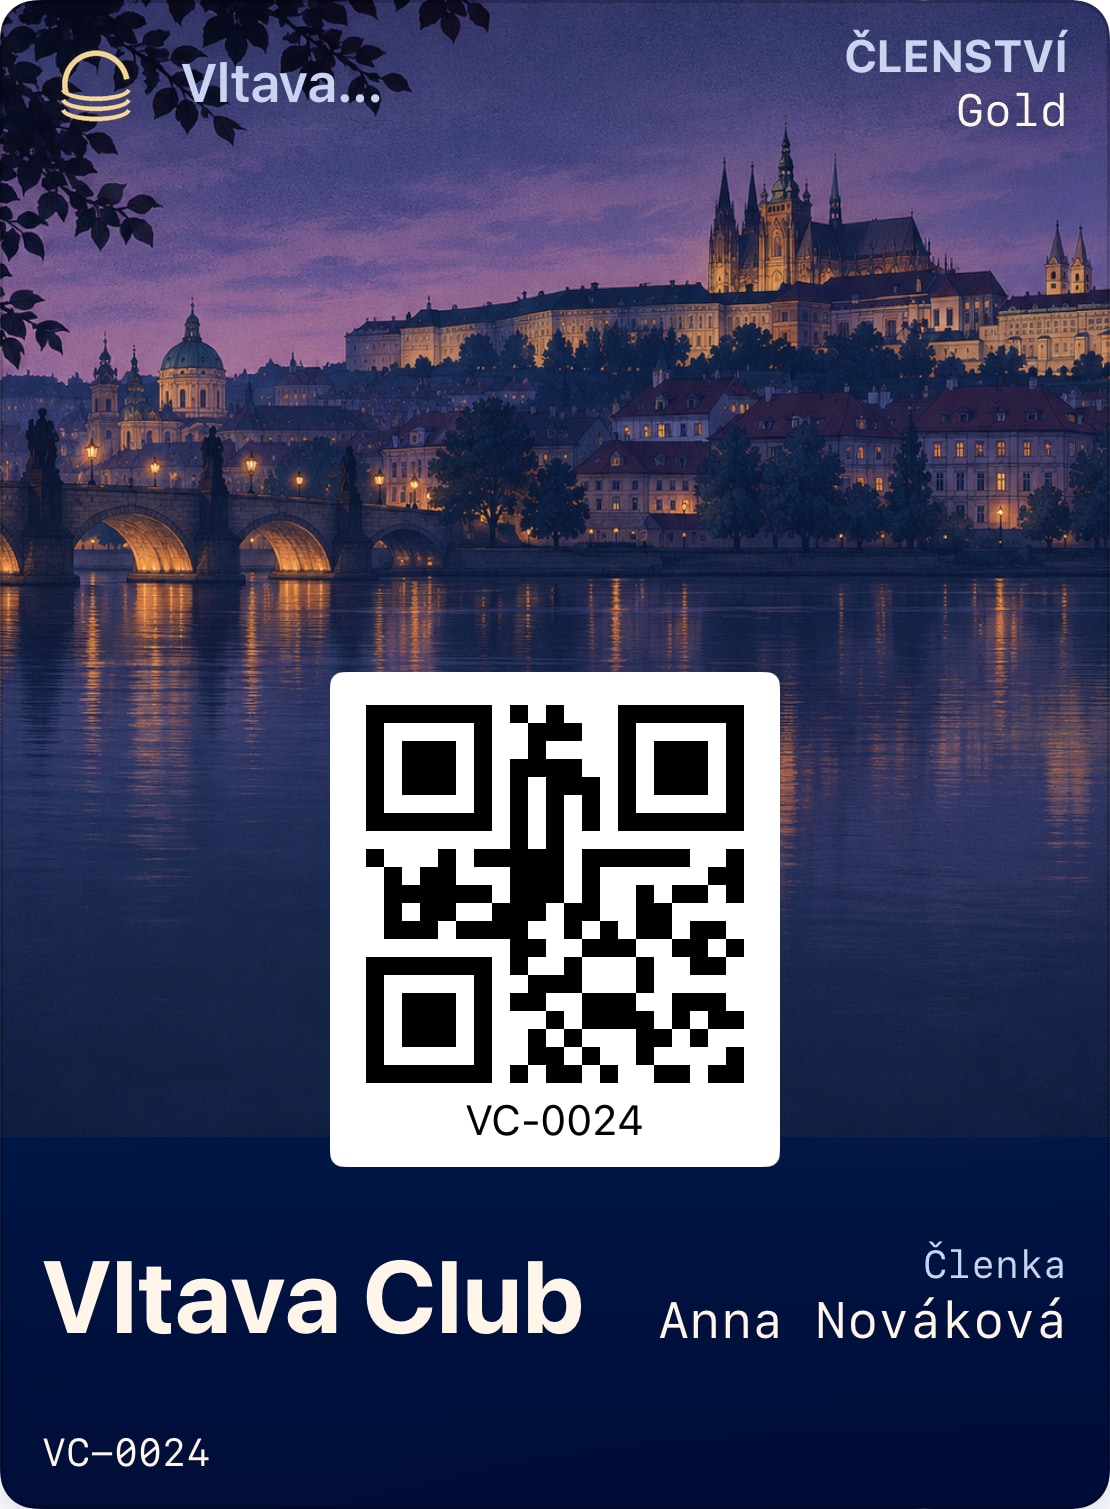 Vltava...
ČLENSTVÍ
Gold
VC-0024
Vltava Club
Členka
Anna Nováková
VC–0024